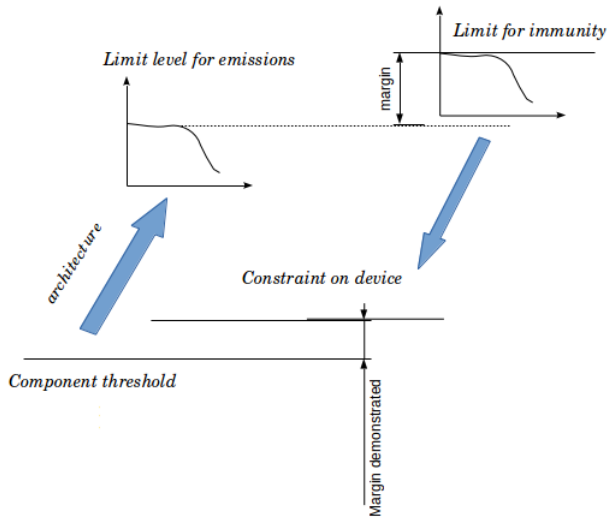 Limit for immunity
Limit level for emissions
margin
architecture
Constraint on device
Component threshold
Margin demonstrated